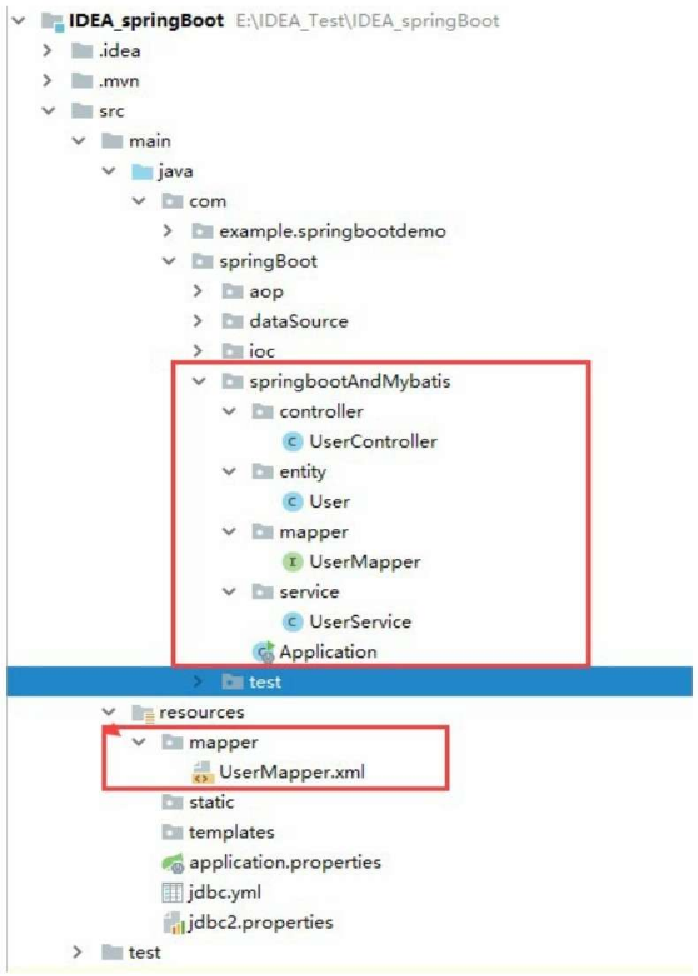 IDEA_springBoot E:\IDEA_Test\IDEA_springBoot
.idea
.mvn
src
main
java
com
example.springbootdemo
springBoot
aop
dataSource
ioc
springbootAndMybatis
controller
UserController
entity
User
mapper
UserMapper
service
UserService
Application
test
resources
mapper
UserMapper.xml
static
templates
application.properties
jdbc.yml
jdbc2.properties
test